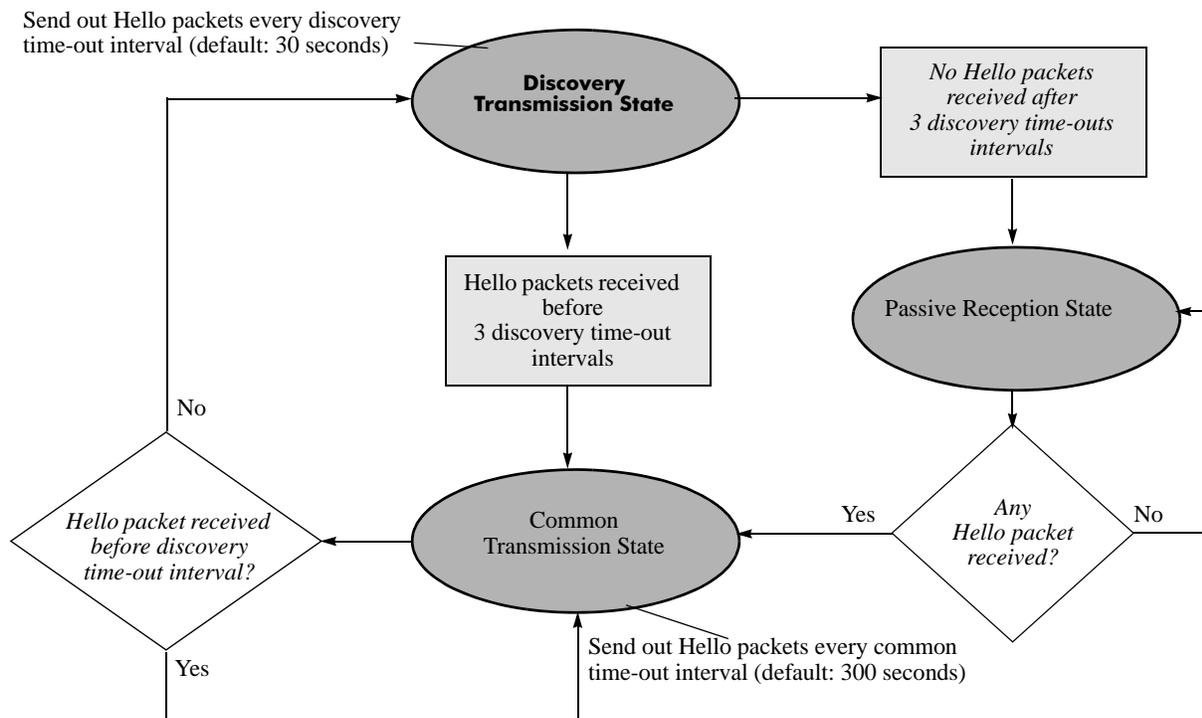 Send out Hello packets every discovery
time-out interval (default: 30 seconds)
Discovery
Transmission State
No Hello packets
received after
3 discovery time-outs
intervals
Hello packets received
before
3 discovery time-out
intervals
Passive Reception State
No
Hello packet received
before discovery
time-out interval?
Common
Transmission State
Yes
Any
Hello packet
received?
No
Yes
Send out Hello packets every common
time-out interval (default: 300 seconds)